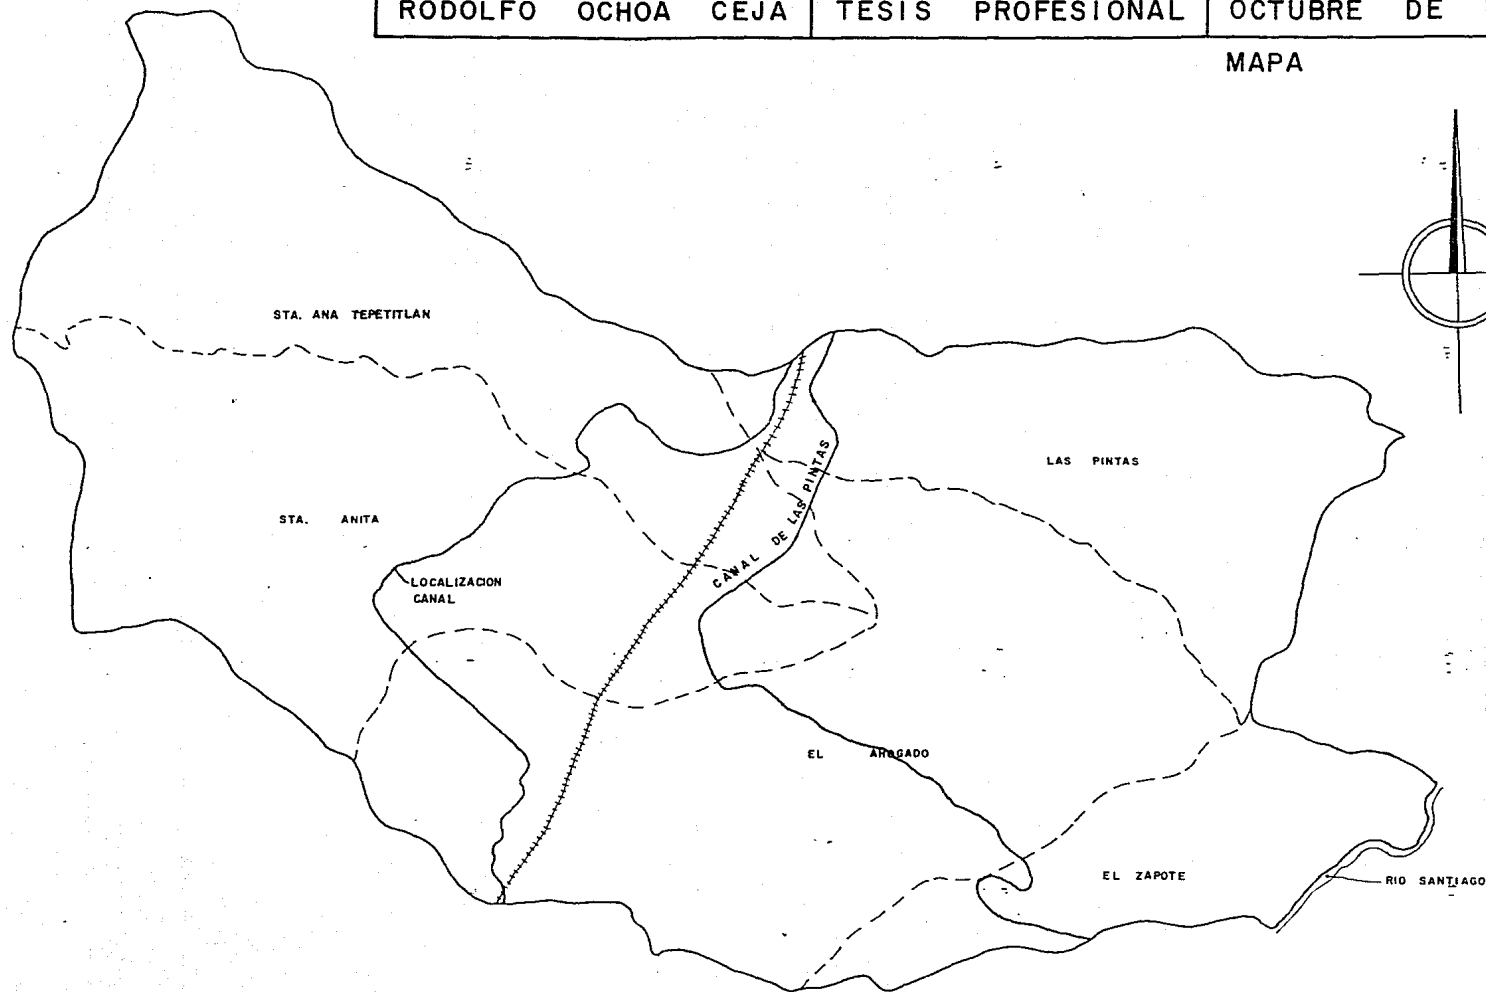 RODOLFO OCHOA CEJA
TESIS PROFESIONAL
OCTUBRE DE
MAPA
STA. ANA TEPETITLAN
LAS PINTAS
STA. ANITA
CANAL DE LAS PINTAS
LOCALIZACION
CANAL
EL AHOGADO
EL ZAPOTE
RIO SANTIAGO